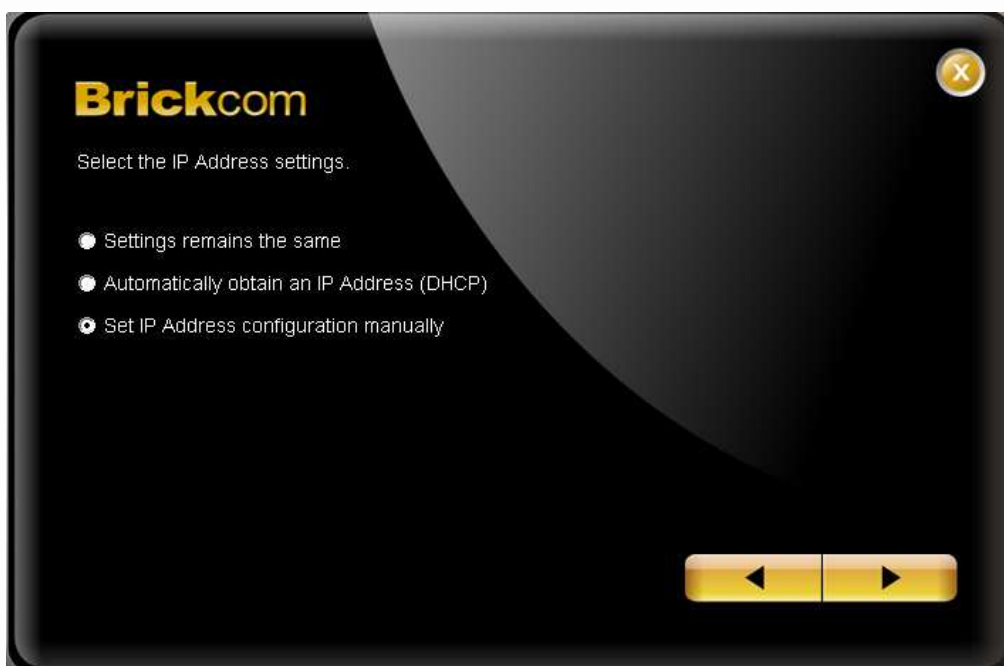 Brickcom
Select the IP Address settings.
Settings remains the same
Automatically obtain an IP Address (DHCP)
Set IP Address configuration manually
X